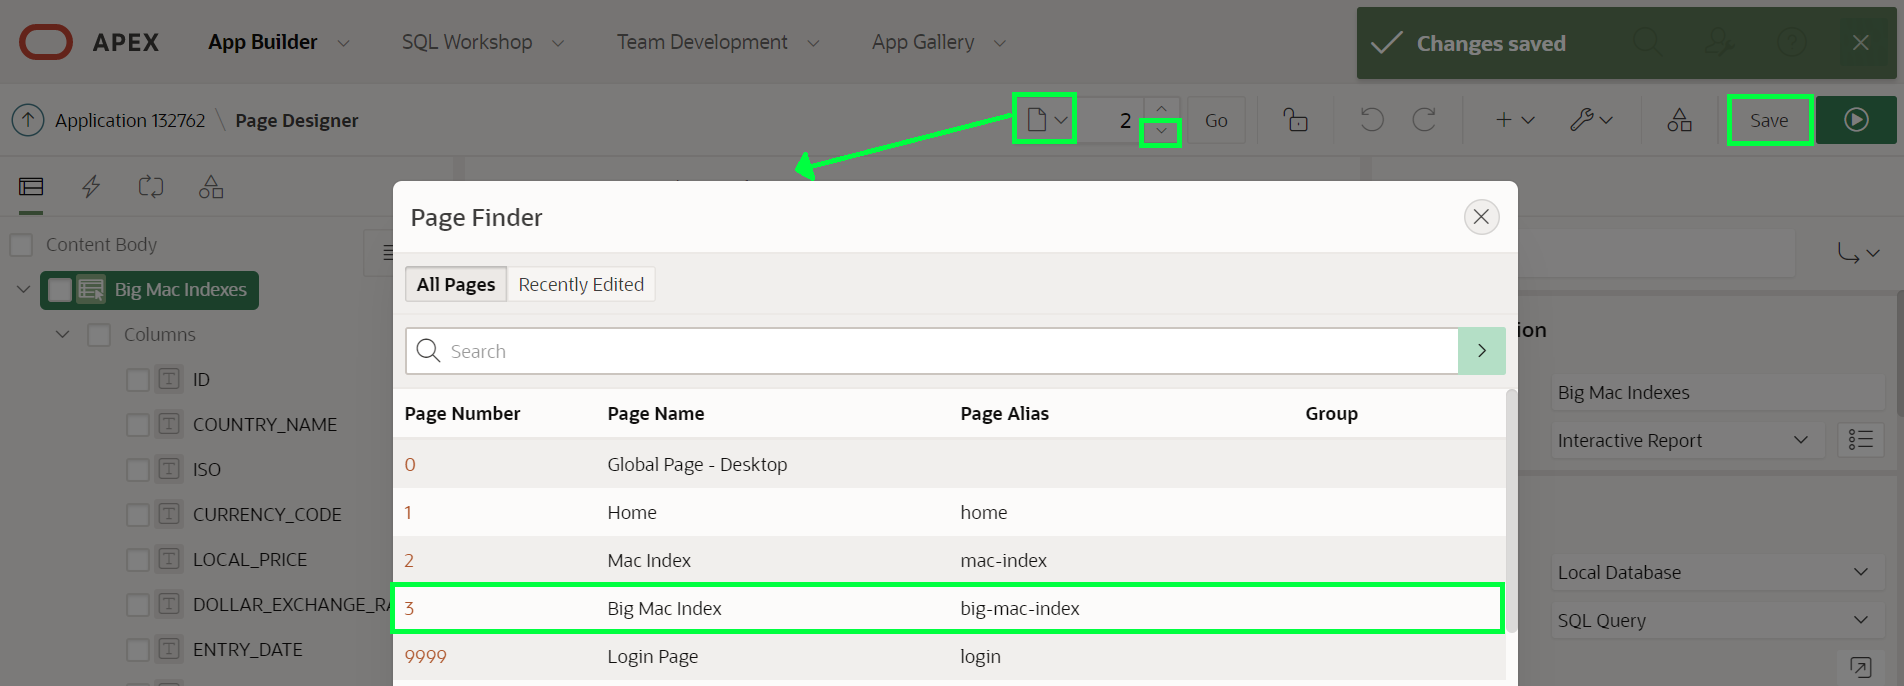 APEX App Builder SQL Workshop Team Development App Gallery Changes saved
Application 132762 \ Page Designer 2 Go Save
Page Finder
Content Body
All Pages Recently Edited
Big Mac Indexes
ion
Columns
Search
ID
Big Mac Indexes
Page Number Page Name Page Alias Group
COUNTRY_NAME
Interactive Report
0 Global Page - Desktop
ISO
1 Home home
CURRENCY_CODE
2 Mac Index mac-index
LOCAL_PRICE
Local Database
3 Big Mac Index big-mac-index
DOLLAR_EXCHANGE_RA
SQL Query
9999 Login Page login
ENTRY_DATE